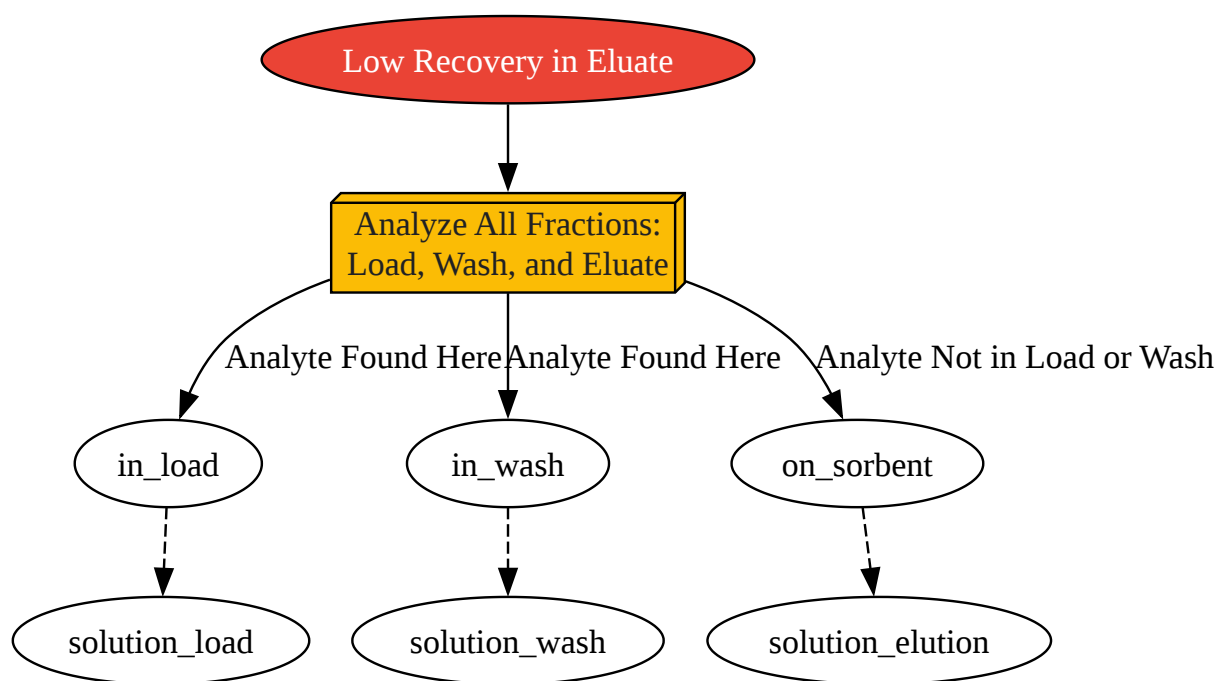 Low Recovery in Eluate
Analyze All Fractions:
Load, Wash, and Eluate
Analyte Found Here
Analyte Found Here
Analyte Not in Load or Wash
in_load
in_wash
on_sorbent
solution_load
solution_wash
solution_elution